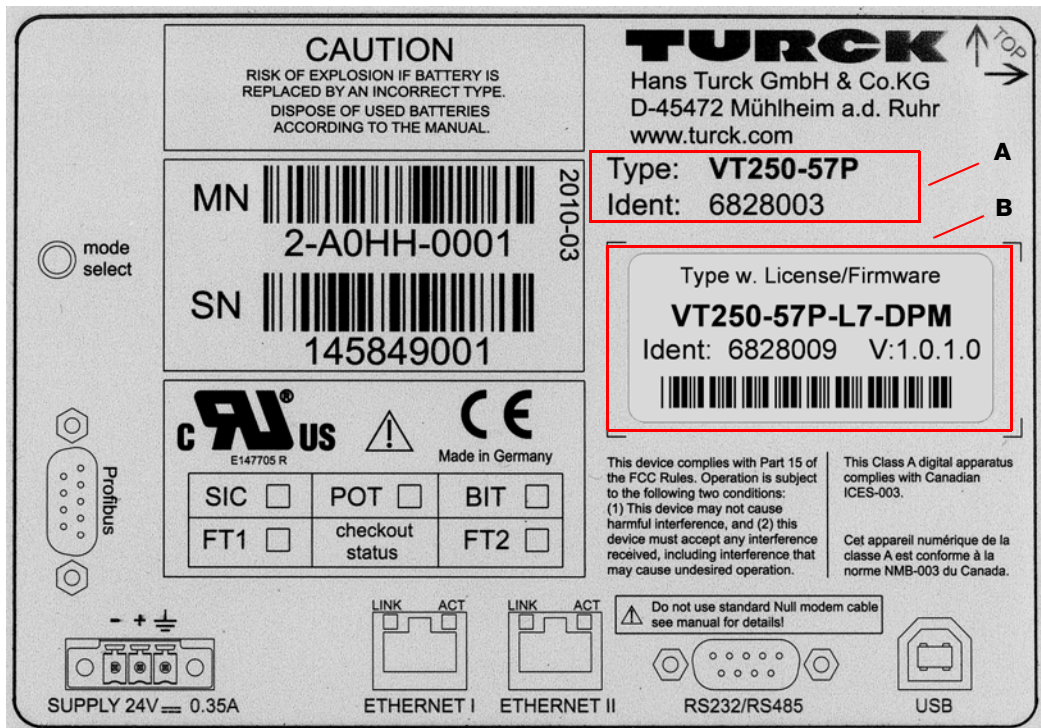 CAUTION
RISK OF EXPLOSION IF BATTERY IS
REPLACED BY AN INCORRECT TYPE.
DISPOSE OF USED BATTERIES
ACCORDING TO THE MANUAL.
TURCK
TOP
Hans Turck GmbH & Co.KG
D-45472 Mühlheim a.d. Ruhr
www.turck.com
A
Type: VT250-57P
Ident: 6828003
B
MN
2-A0HH-0001
2010-03
SN
145849001
mode
select
Type w. License/Firmware
VT250-57P-L7-DPM
Ident: 6828009 V:1.0.1.0
C RU ® US
E147705 R
CE
Made in Germany
SIC POT BIT
FT1 checkout
status FT2
Profibus
This device complies with Part 15 of
the FCC Rules. Operation is subject
to the following two conditions:
(1) This device may not cause
harmful interference, and (2) this
device must accept any interference
received, including interference that
may cause undesired operation.
This Class A digital apparatus
complies with Canadian
ICES-003.
Cet appareil numérique de la
classe A est conforme à la
norme NMB-003 du Canada.
- +
SUPPLY 24V 0.35A
LINK ACT
ETHERNET I
LINK ACT
ETHERNET II
Do not use standard Null modem cable
see manual for details!
RS232/RS485
USB